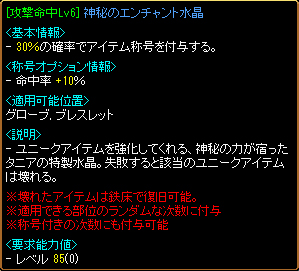 [攻撃命中Lv6] 神秘のエンチャント水晶
<基本情報>
- 30%の確率でアイテム称号を付与する。
<称号オプション情報>
- 命中率 +10%
<適用可能位置>
グローブ、ブレスレット
<説明>
- ユニークアイテムを強化してくれる、神秘の力が宿った
タニアの特製水晶。失敗すると該当のユニークアイテム
は壊れる。
※壊れたアイテムは鉄床で復旧可能。
※適用できる部位のランダムな次数に付与
※称号付きの次数にも付与可能
<要求能力値>
- レベル 85(0)